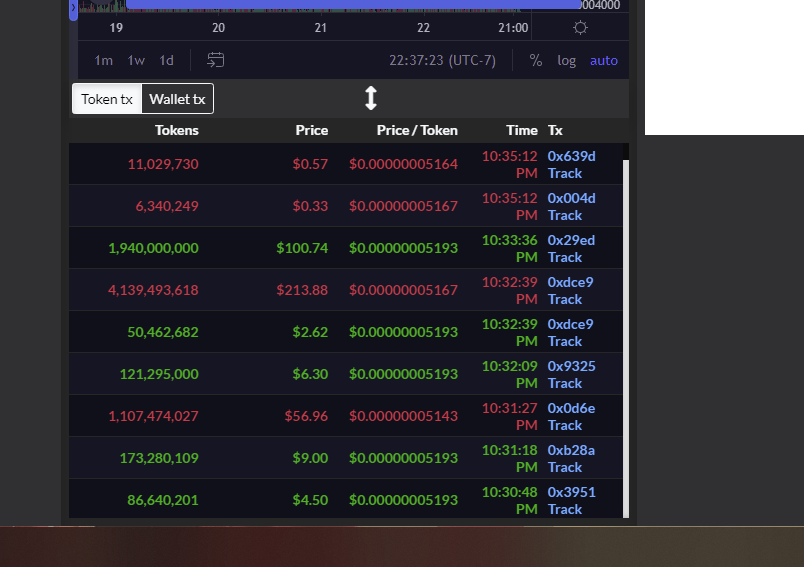 0004000
19 20 21 22 21:00
1m 1w 1d 22:37:23 (UTC-7) % log auto
Token tx Wallet tx
Tokens Price Price / Token Time Tx
11,029,730 $0.57 $0.00000005164 10:35:12 PM 0x639d Track
6,340,249 $0.33 $0.00000005167 10:35:12 PM 0x004d Track
1,940,000,000 $100.74 $0.00000005193 10:33:36 PM 0x29ed Track
4,139,493,618 $213.88 $0.00000005167 10:32:39 PM 0xdce9 Track
50,462,682 $2.62 $0.00000005193 10:32:39 PM 0xdce9 Track
121,295,000 $6.30 $0.00000005193 10:32:09 PM 0x9325 Track
1,107,474,027 $56.96 $0.00000005143 10:31:27 PM 0x0d6e Track
173,280,109 $9.00 $0.00000005193 10:31:18 PM 0xb28a Track
86,640,201 $4.50 $0.00000005193 10:30:48 PM 0x3951 Track